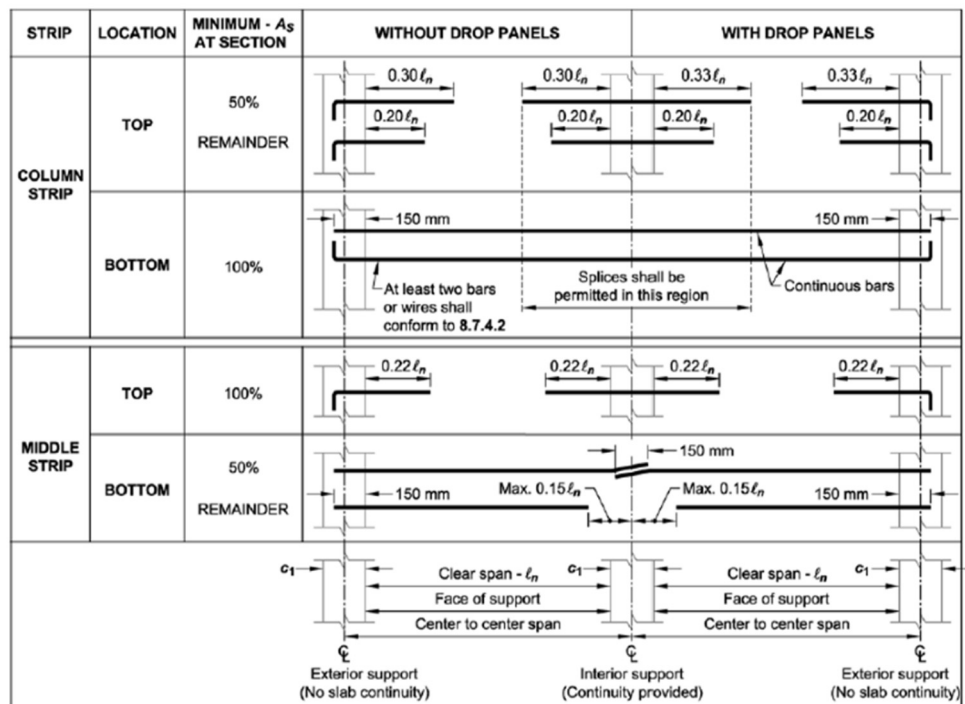 STRIP
LOCATION
MINIMUM - As
AT SECTION
WITHOUT DROP PANELS
WITH DROP PANELS
COLUMN
STRIP
TOP
50%
REMAINDER
0.30ℓn
0.30ℓn
0.33ℓn
0.33ℓn
0.20ℓn
0.20ℓn
0.20ℓn
0.20ℓn
BOTTOM
100%
150 mm
150 mm
At least two bars
or wires shall
conform to 8.7.4.2
Splices shall be
permitted in this region
Continuous bars
MIDDLE
STRIP
TOP
100%
0.22ℓn
0.22ℓn
0.22ℓn
0.22ℓn
BOTTOM
50%
REMAINDER
150 mm
150 mm
Max. 0.15ℓn
Max. 0.15ℓn
150 mm
c1
Clear span - ℓn
c1
Clear span - ℓn
c1
Face of support
Face of support
Center to center span
Center to center span
℄
℄
℄
Exterior support
(No slab continuity)
Interior support
(Continuity provided)
Exterior support
(No slab continuity)